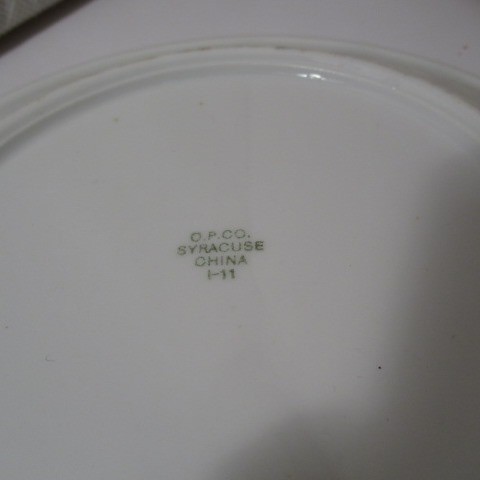 O.P.CO.
SYRACUSE
CHINA
I-11